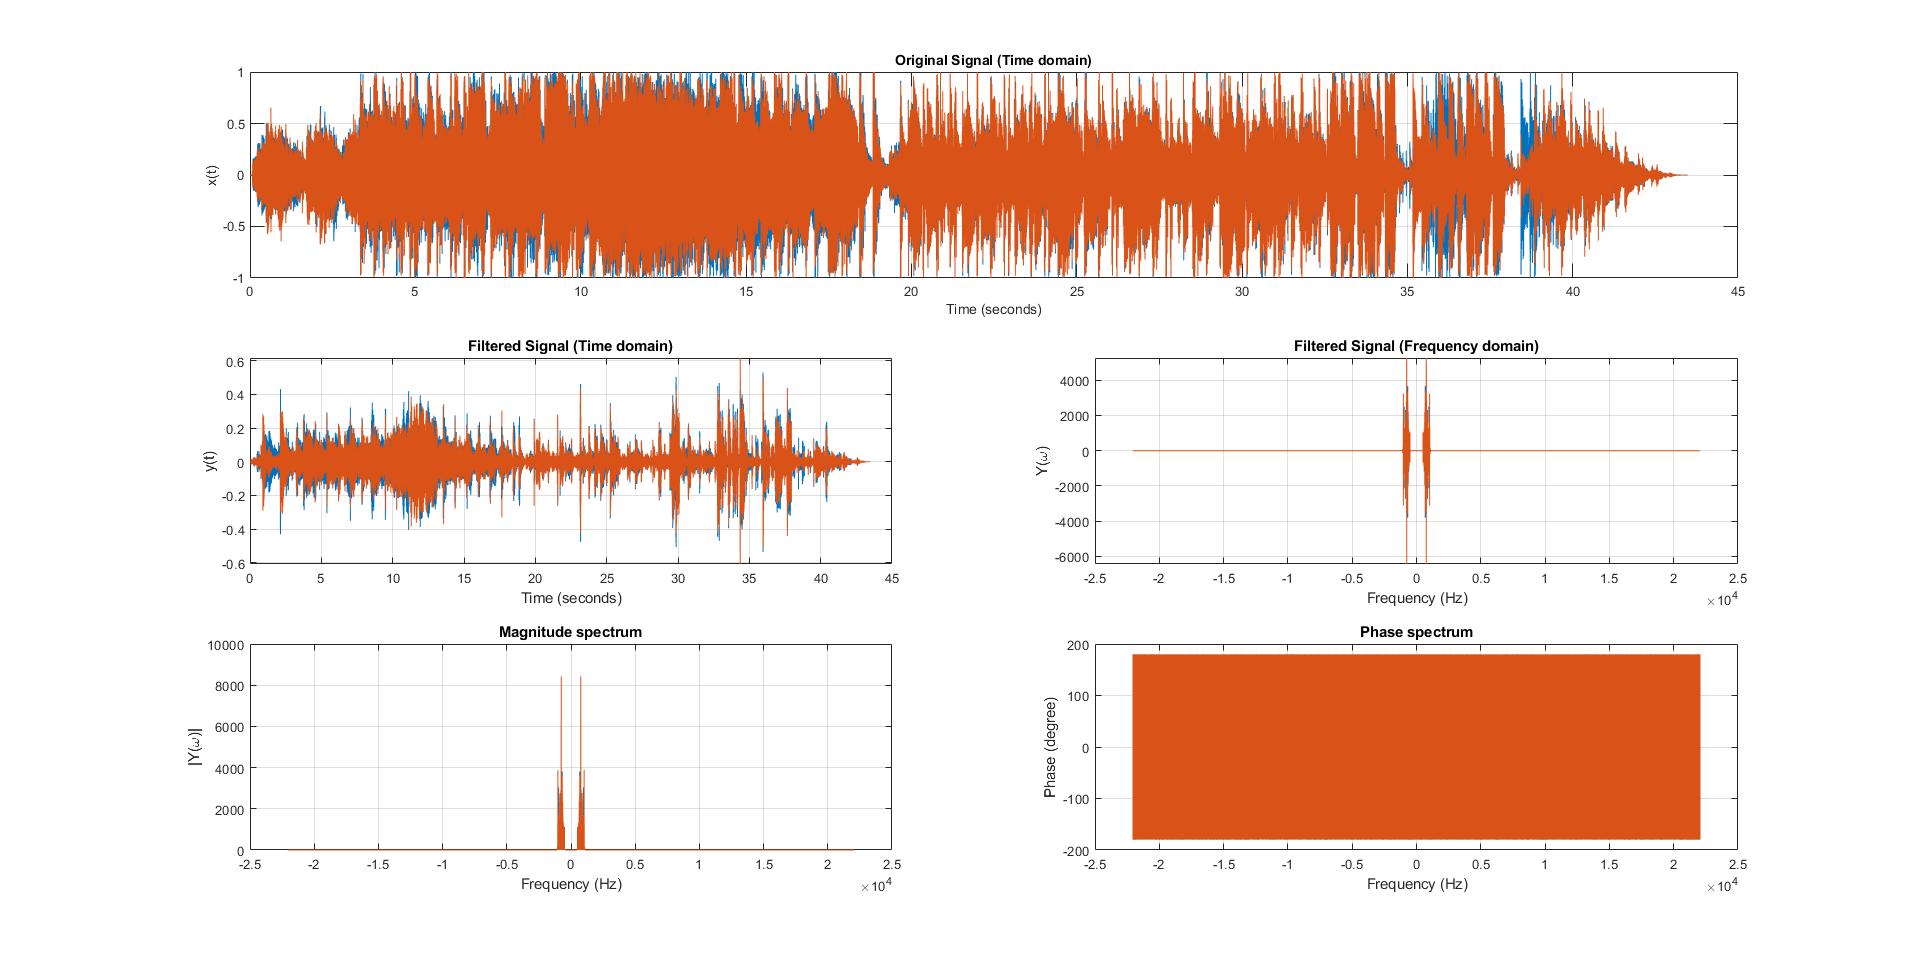 Original Signal (Time domain)
1
0.5
0
-0.5
-1
x(t)
0 5 10 15 20 25 30 35 40 45
Time (seconds)
Filtered Signal (Time domain)
0.6
0.4
0.2
0
-0.2
-0.4
-0.6
y(t)
0 5 10 15 20 25 30 35 40 45
Time (seconds)
Filtered Signal (Frequency domain)
4000
2000
0
-2000
-4000
-6000
Y(ω)
-2.5 -2 -1.5 -1 -0.5 0 0.5 1 1.5 2 2.5
Frequency (Hz)
×10⁴
Magnitude spectrum
10000
8000
6000
4000
2000
0
|Y(ω)|
-2.5 -2 -1.5 -1 -0.5 0 0.5 1 1.5 2 2.5
Frequency (Hz)
×10⁴
Phase spectrum
200
100
0
-100
-200
Phase (degree)
-2.5 -2 -1.5 -1 -0.5 0 0.5 1 1.5 2 2.5
Frequency (Hz)
×10⁴